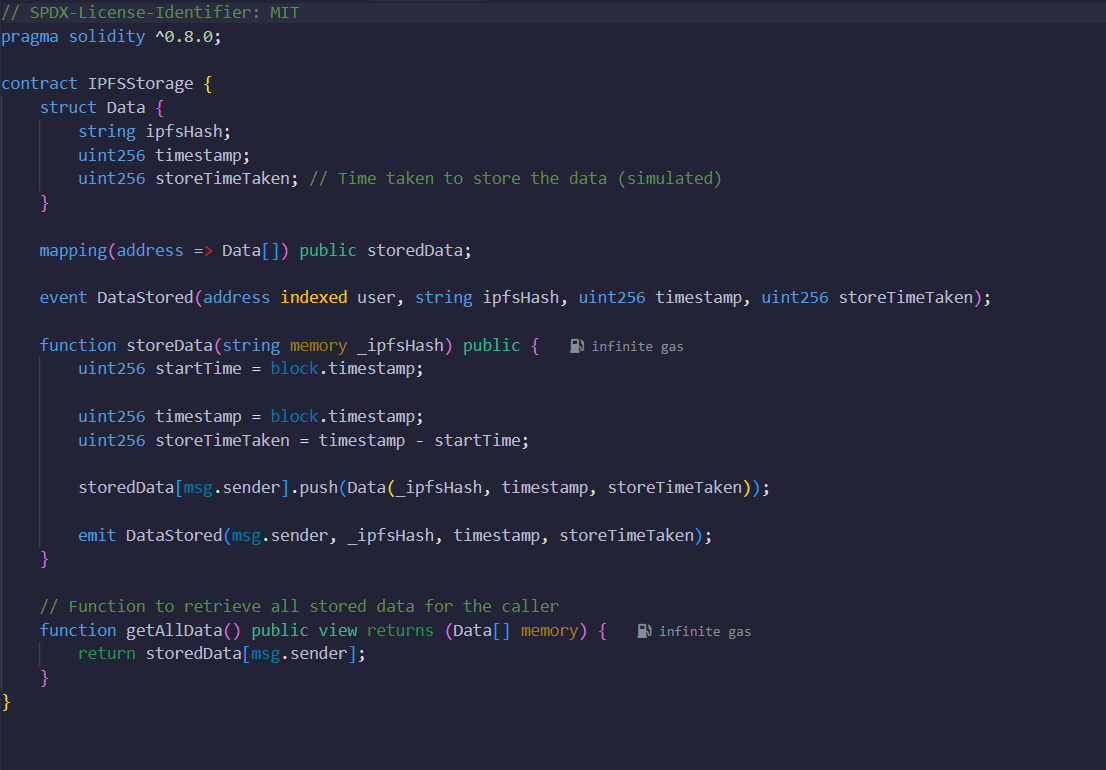 // SPDX-License-Identifier: MIT
pragma solidity ^0.8.0;

contract IPFSStorage {
    struct Data {
        string ipfsHash;
        uint256 timestamp;
        uint256 storeTimeTaken; // Time taken to store the data (simulated)
    }

    mapping(address => Data[]) public storedData;

    event DataStored(address indexed user, string ipfsHash, uint256 timestamp, uint256 storeTimeTaken);

    function storeData(string memory _ipfsHash) public { infinite gas
        uint256 startTime = block.timestamp;

        uint256 timestamp = block.timestamp;
        uint256 storeTimeTaken = timestamp - startTime;

        storedData[msg.sender].push(Data(_ipfsHash, timestamp, storeTimeTaken));

        emit DataStored(msg.sender, _ipfsHash, timestamp, storeTimeTaken);
    }

    // Function to retrieve all stored data for the caller
    function getAllData() public view returns (Data[] memory) { infinite gas
        return storedData[msg.sender];
    }
}